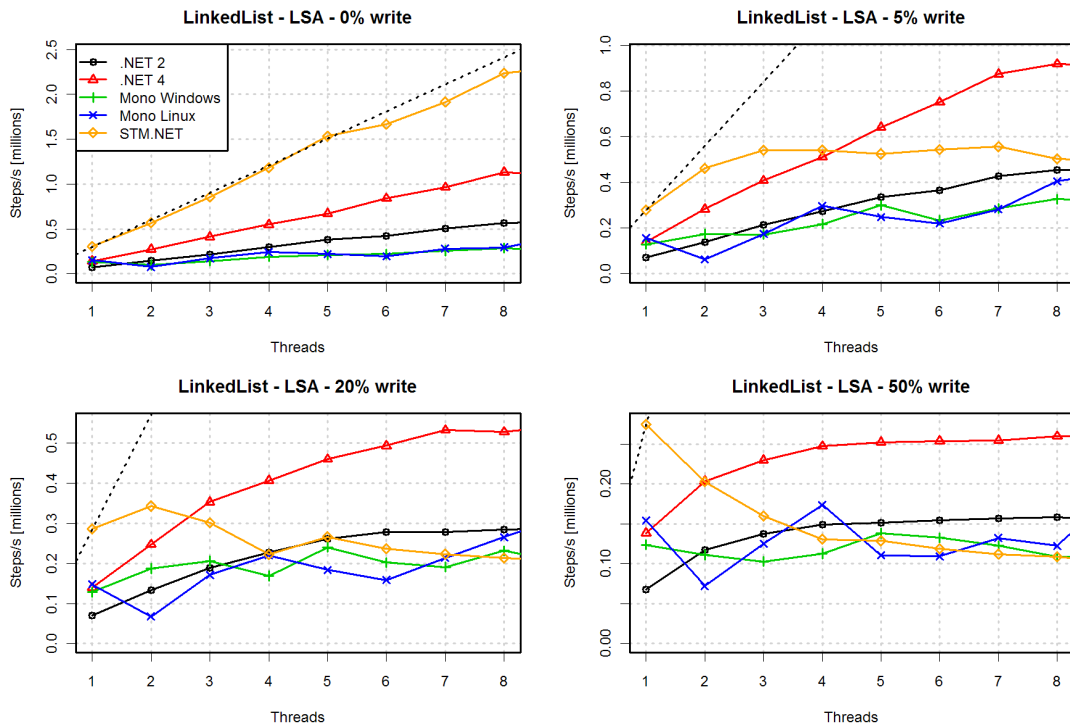 LinkedList - LSA - 0% write
Steps/s [millions]
2.5
2.0
1.5
1.0
0.5
0.0
.NET 2
.NET 4
Mono Windows
Mono Linux
STM.NET
1 2 3 4 5 6 7 8
Threads
LinkedList - LSA - 5% write
Steps/s [millions]
1.0
0.8
0.6
0.4
0.2
0.0
1 2 3 4 5 6 7 8
Threads
LinkedList - LSA - 20% write
Steps/s [millions]
0.5
0.4
0.3
0.2
0.1
0.0
1 2 3 4 5 6 7 8
Threads
LinkedList - LSA - 50% write
Steps/s [millions]
0.20
0.10
0.00
1 2 3 4 5 6 7 8
Threads